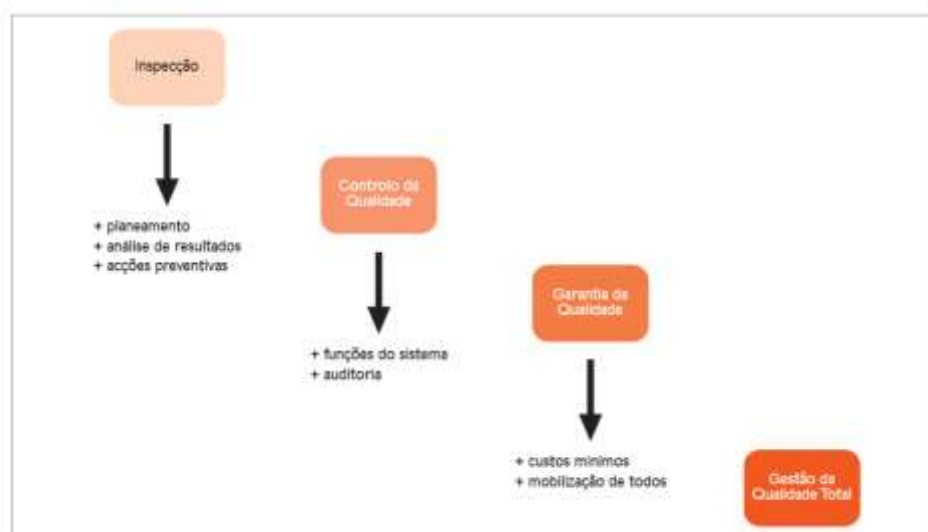 Inspecção
+ planeamento
+ análise de resultados
+ acções preventivas
Controlo da
Qualidade
+ funções do sistema
+ auditoria
Garantia da
Qualidade
+ custos mínimos
+ mobilização de todos
Gestão da
Qualidade Total